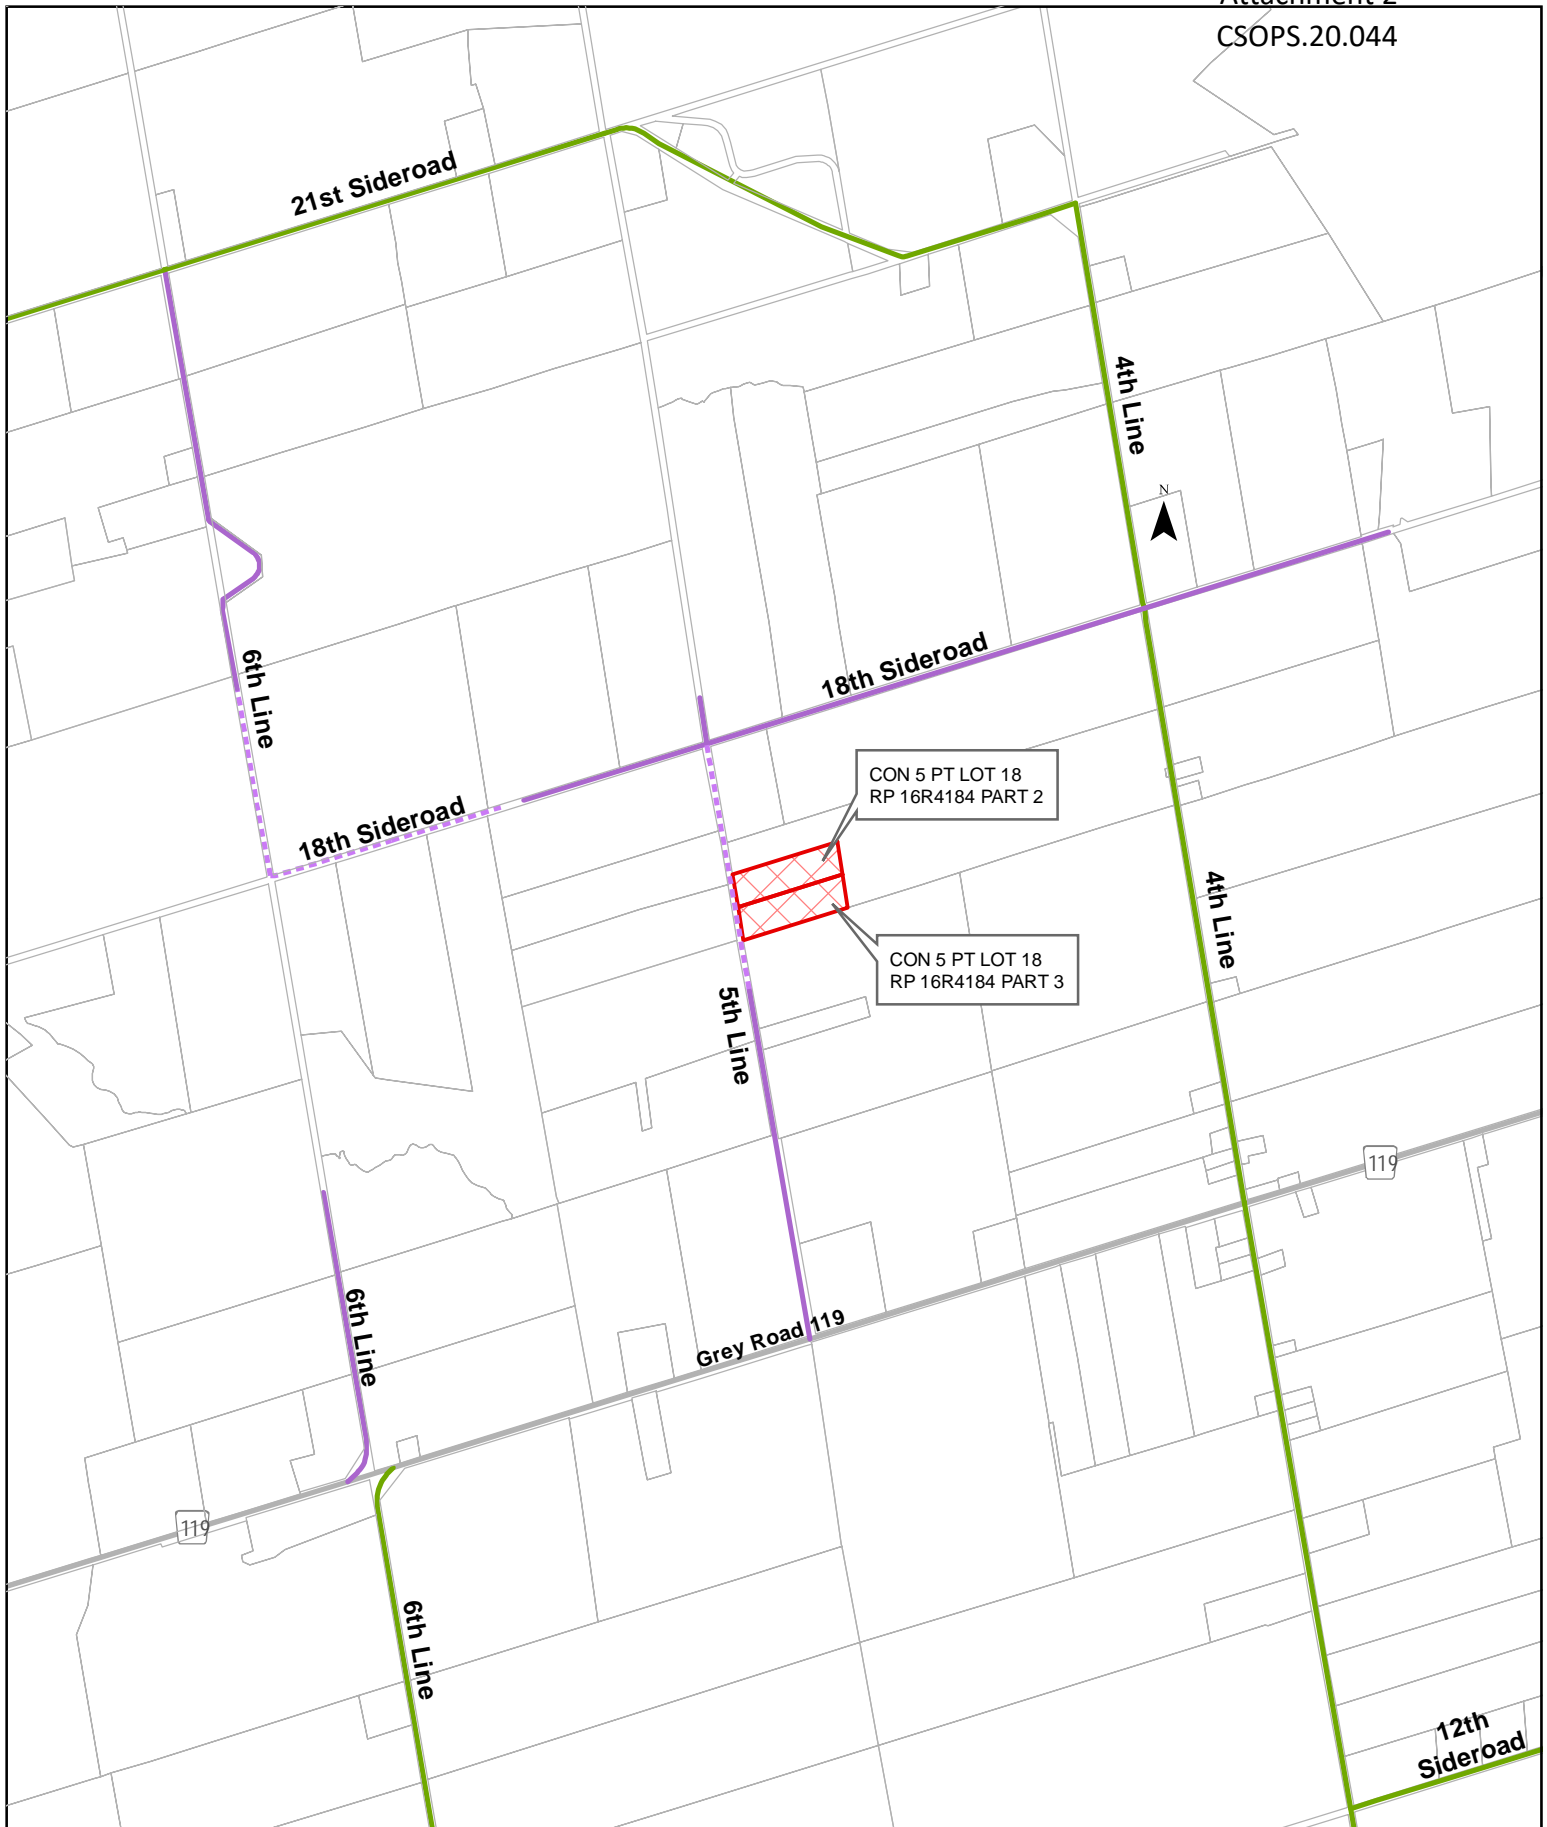 Attachment 2
CSOPS.20.044
21st Sideroad
4th Line
N
18th Sideroad
6th Line
CON 5 PT LOT 18
RP 16R4184 PART 2
18th Sideroad
4th Line
CON 5 PT LOT 18
RP 16R4184 PART 3
5th Line
119
6th Line
Grey Road 119
119
6th Line
12th
Sideroad